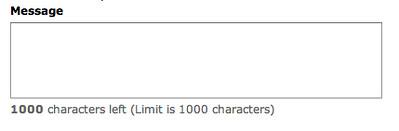 Message
1000 characters left (Limit is 1000 characters)